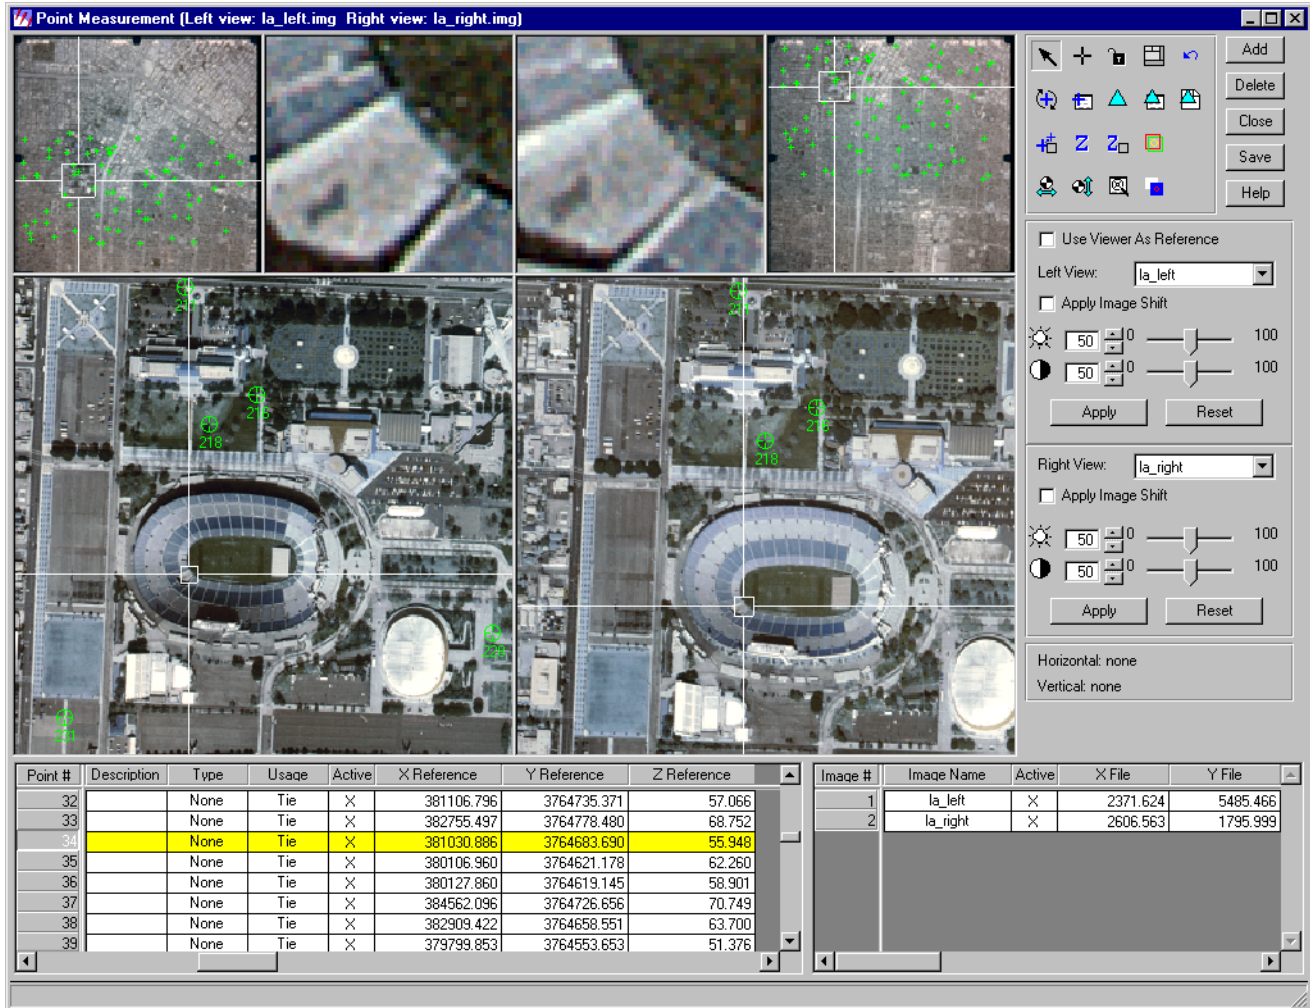 Point Measurement (Left view: la_left.img Right view: la_right.img)
Add
Delete
Close
Save
Help
Z Z
Use Viewer As Reference
Left View: la_left
Apply Image Shift
50 0 100
50 0 100
Apply Reset
Right View: la_right
Apply Image Shift
50 0 100
50 0 100
Apply Reset
Horizontal: none
Vertical: none
218
218
Point # Description Type Usage Active X Reference Y Reference Z Reference
32 None Tie X 381106.796 3764735.371 57.066
33 None Tie X 382755.497 3764778.480 68.752
34 None Tie X 381030.886 3764683.690 55.948
35 None Tie X 380106.960 3764621.178 62.260
36 None Tie X 380127.860 3764619.145 58.901
37 None Tie X 384562.096 3764726.656 70.749
38 None Tie X 382909.422 3764658.551 63.700
39 None Tie X 379799.853 3764553.653 51.376
Image # Image Name Active X File Y File
1 la_left X 2371.624 5485.466
2 la_right X 2606.563 1795.999